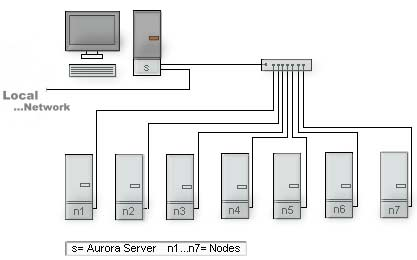 s
Local
...Network
n1
n2
n3
n4
n5
n6
n7
s= Aurora Server n1...n7= Nodes